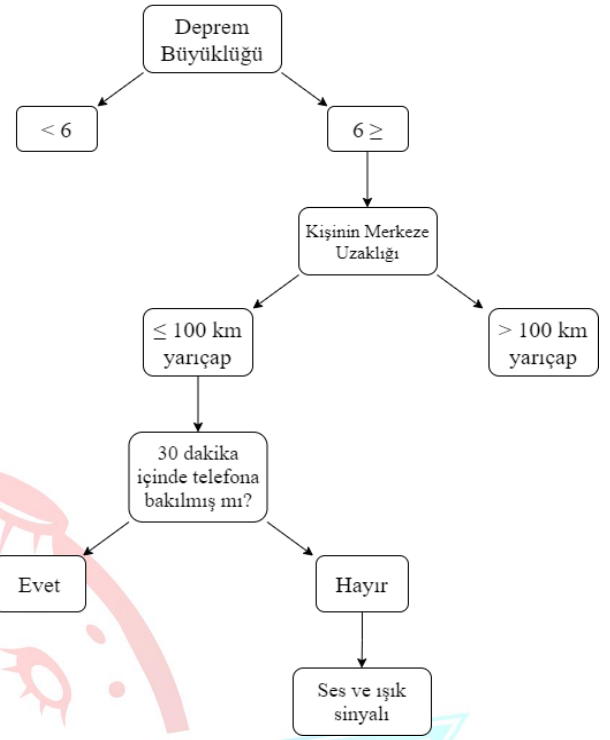 Deprem
Büyüklüğü
< 6
6 ≥
Kişinin Merkeze
Uzaklığı
≤ 100 km
yarıçap
> 100 km
yarıçap
30 dakika
içinde telefona
bakılmış mı?
Evet
Hayır
Ses ve ışık
sinyalı